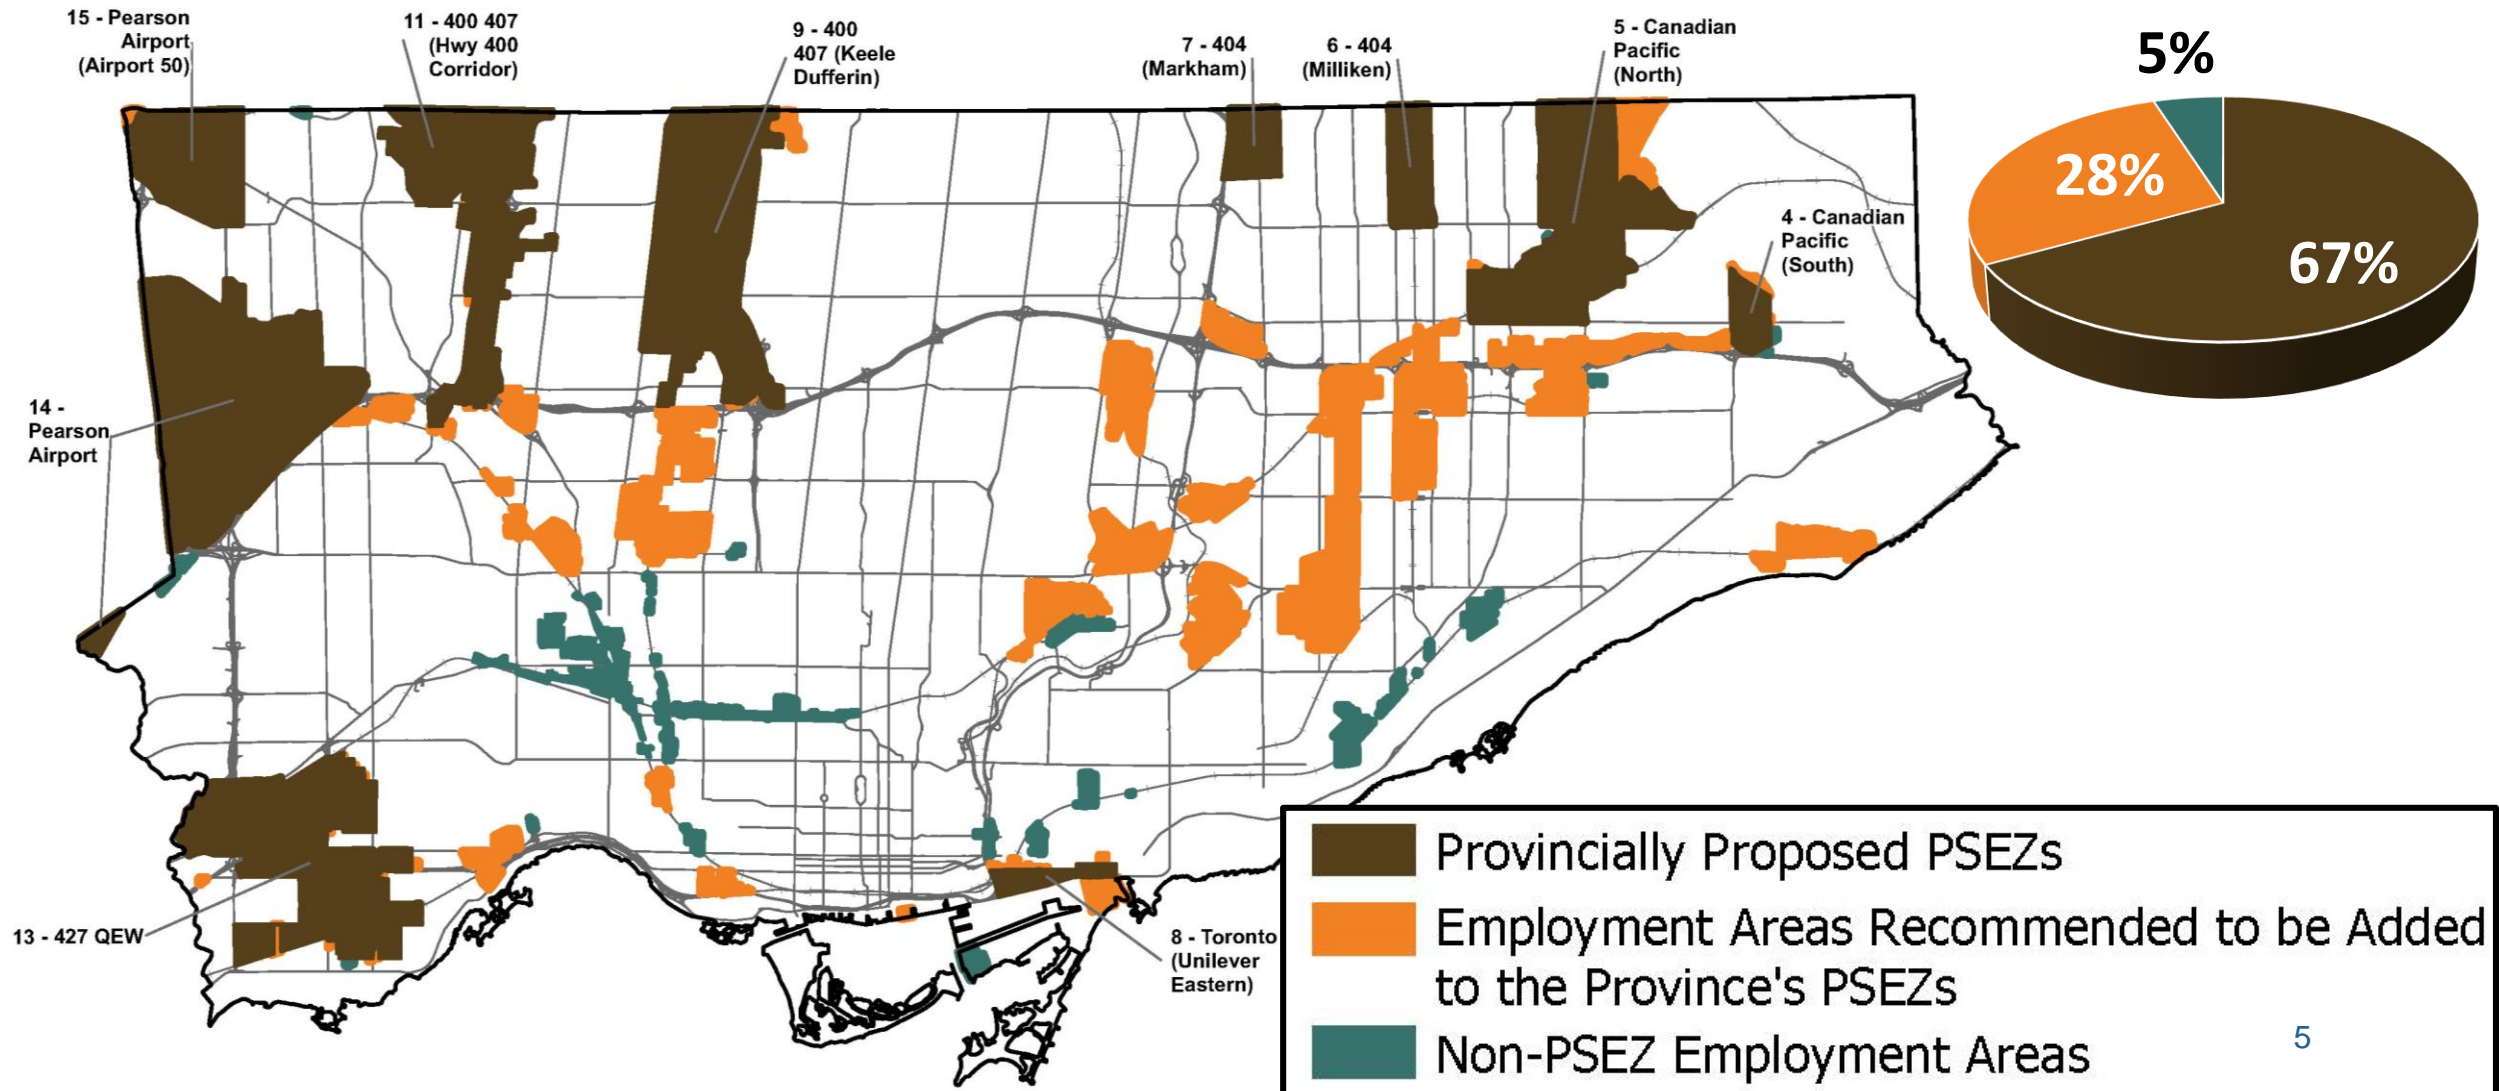 15 - Pearson
Airport
(Airport 50)
11 - 400 407
(Hwy 400
Corridor)
9 - 400
407 (Keele
Dufferin)
7 - 404
(Markham)
6 - 404
(Milliken)
5 - Canadian
Pacific
(North)
4 - Canadian
Pacific
(South)
14 -
Pearson
Airport
13 - 427 QEW
8 - Toronto
(Unilever
Eastern)
5%
28%
67%
Provincially Proposed PSEZs
Employment Areas Recommended to be Added
to the Province's PSEZs
Non-PSEZ Employment Areas
5